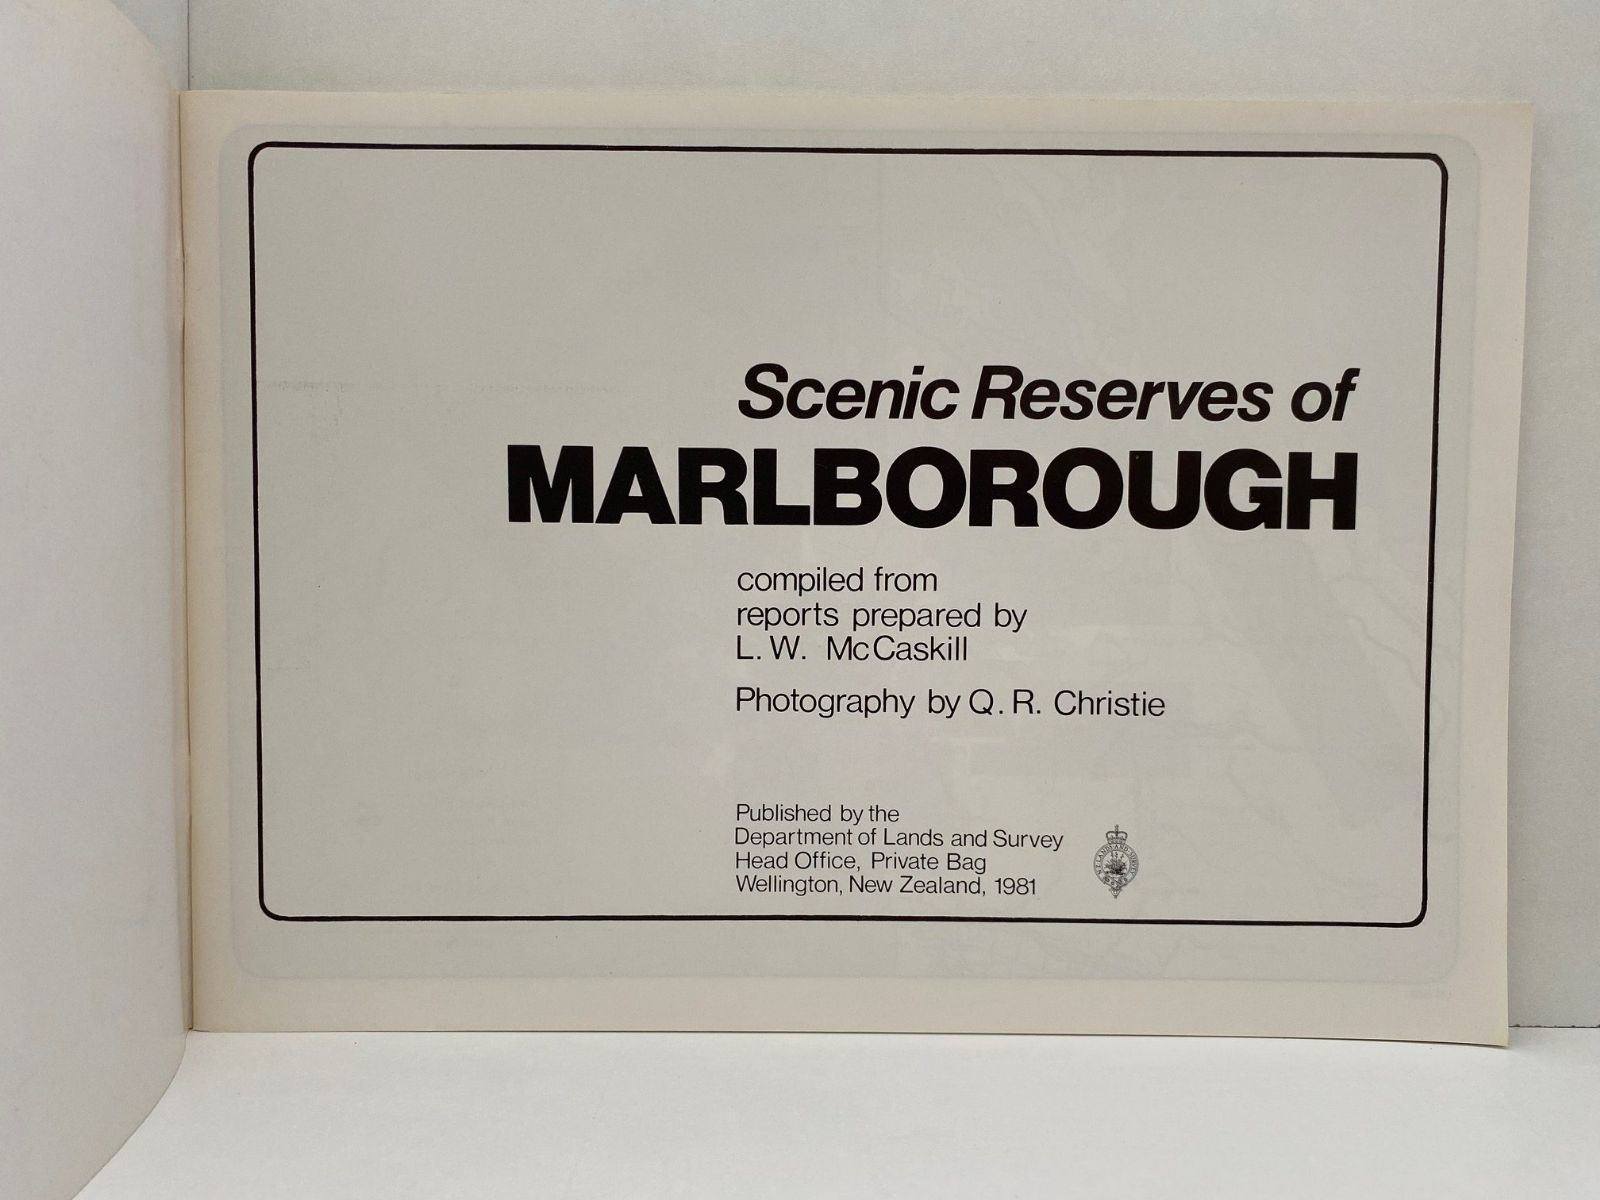 Scenic Reserves of
MARLBOROUGH
compiled from
reports prepared by
L. W. McCaskill
Photography by Q. R. Christie
Published by the
Department of Lands and Survey
Head Office, Private Bag
Wellington, New Zealand, 1981